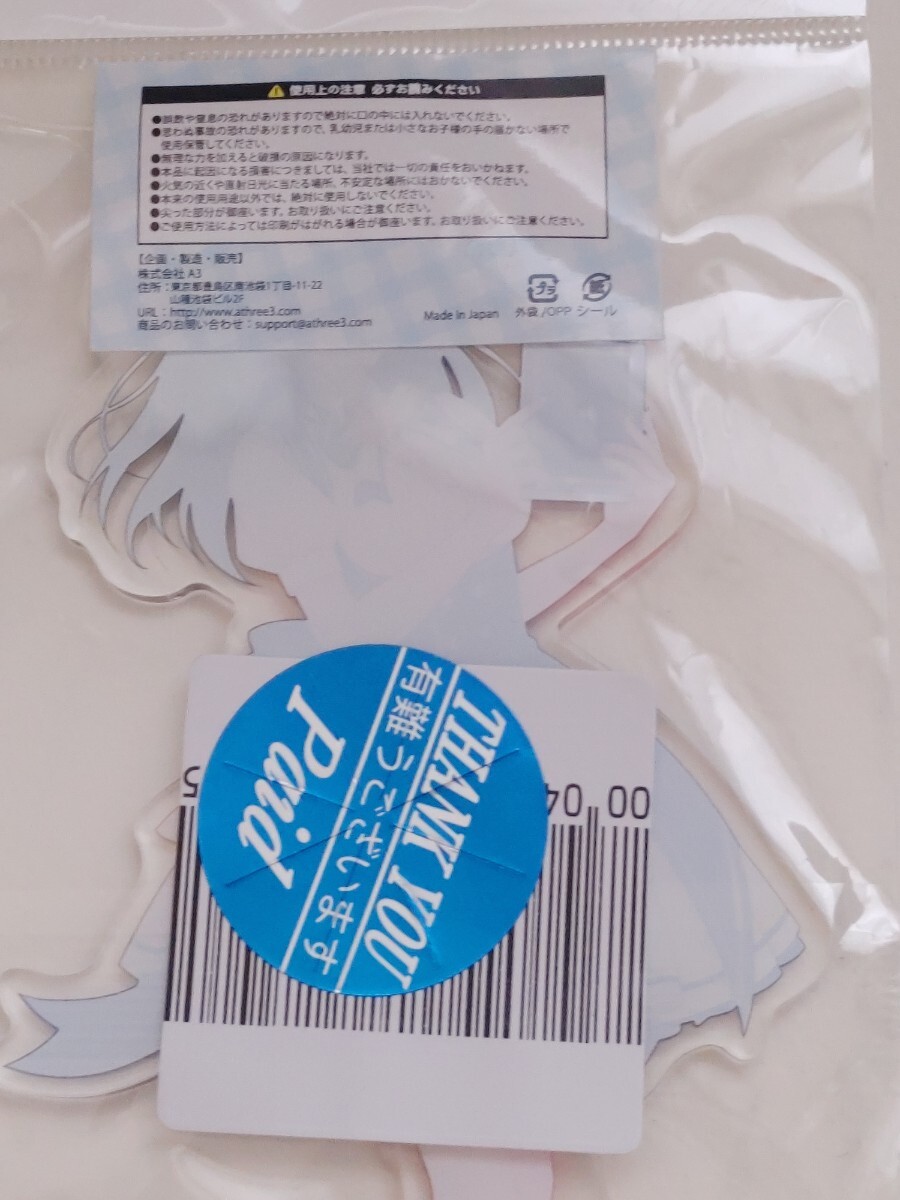 ⚠ 使用上の注意 必ずお読みください
●誤飲や窒息の恐れがありますので絶対に口の中には入れないでください。
●思わぬ事故の恐れがありますので、乳幼児または小さなお子様の手の届かない場所で
使用保管してください。
●無理な力を加えると破損の原因になります。
●本品に起因になる損害につきましては、当社では一切の責任をおいかねます。
●火気の近くや直射日光に当たる場所、不安定な場所にはおかないでください。
●本来の使用用途以外では、絶対に使用しないでください。
●尖った部分が御座います。お取り扱いにご注意ください。
●ご使用方法によっては印刷がはがれる場合が御座います。お取り扱いにご注意ください。
【企画・製造・販売】
株式会社 A3
住所：東京都豊島区南池袋1丁目-11-22
山種池袋ビル2F
URL：http://www.athree3.com
商品のお問い合わせ：support@athree3.com
Made In Japan
プラ
紙
外袋/OPP シール
THANK YOU
有難うございます
Paid
00 04
5